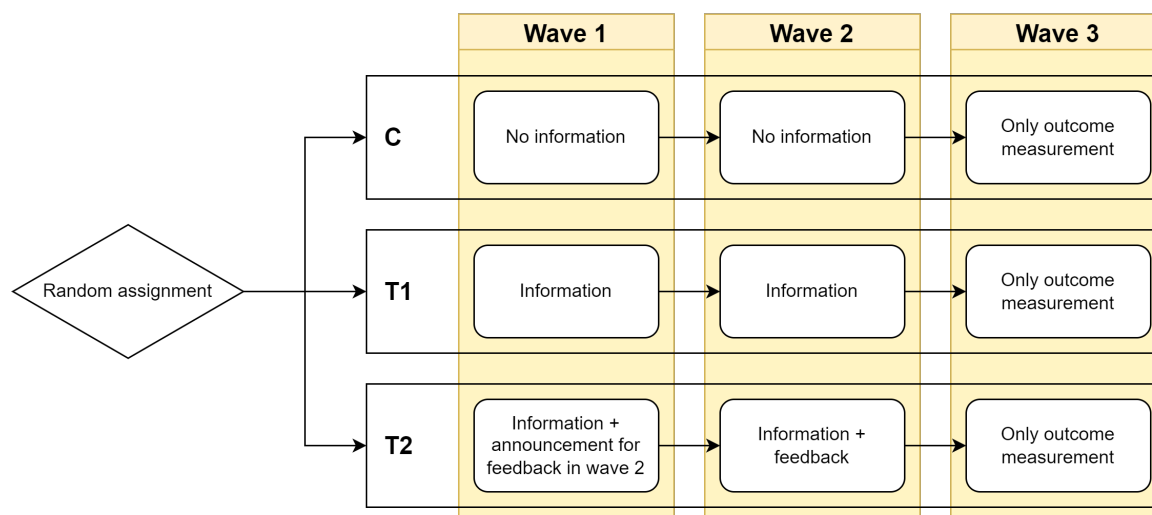 Wave 1
Wave 2
Wave 3
C
No information
No information
Only outcome
measurement
Random assignment
T1
Information
Information
Only outcome
measurement
T2
Information +
announcement for
feedback in wave 2
Information +
feedback
Only outcome
measurement